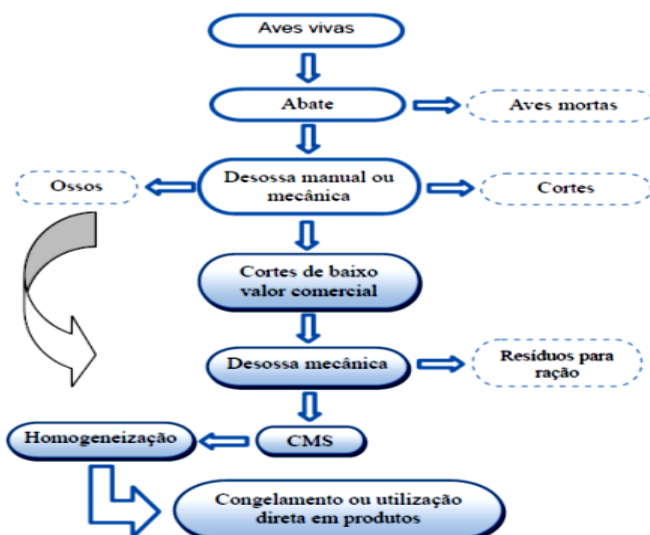 Aves vivas
Abate
Aves mortas
Ossos
Desossa manual ou
mecânica
Cortes
Cortes de baixo
valor comercial
Desossa mecânica
Resíduos para
ração
Homogeneização
CMS
Congelamento ou utilização
direta em produtos